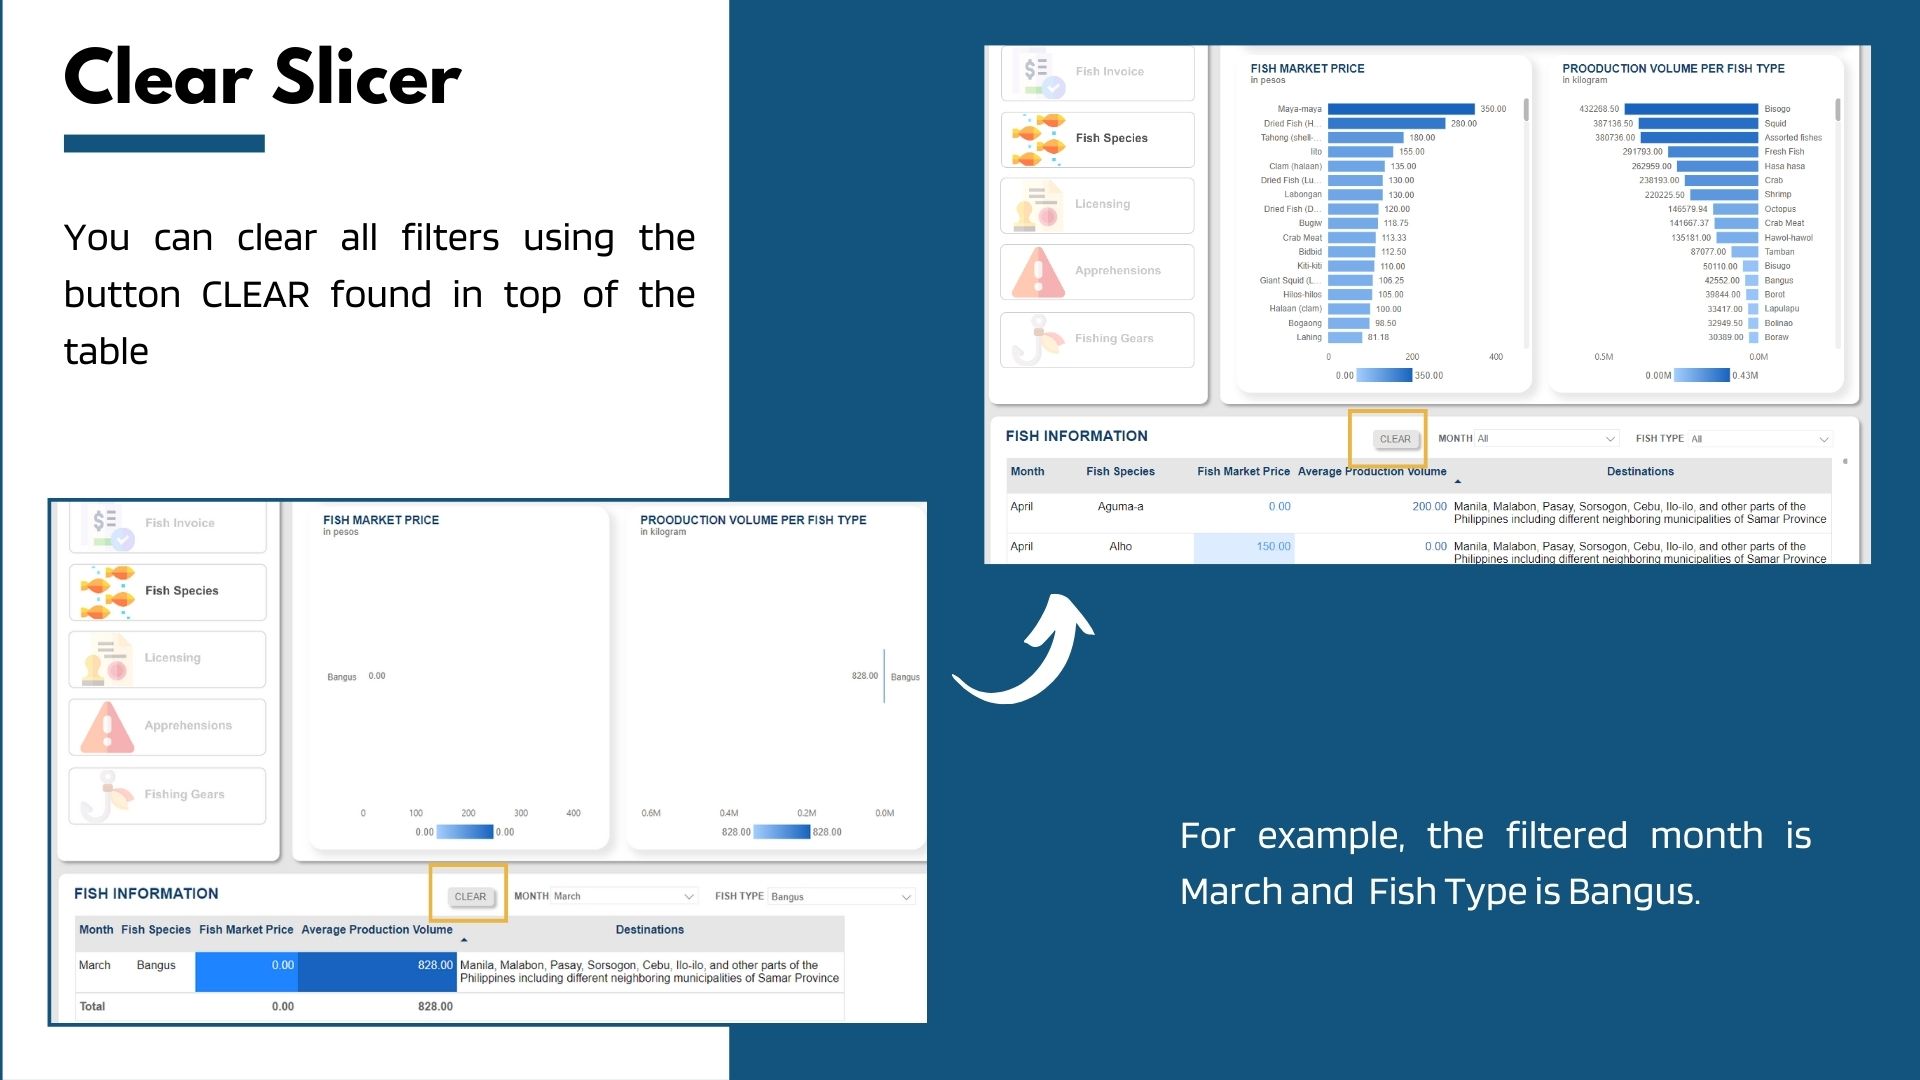 Clear Slicer
You can clear all filters using the
button CLEAR found in top of the
table
Fish Invoice
Fish Species
Licensing
Apprehensions
Fishing Gears
FISH MARKET PRICE
in pesos
Maya-maya 350.00
Dried Fish (H... 280.00
Tahong (shell-... 180.00
Iito 155.00
Clam (halaan) 135.00
Dried Fish (Lu... 130.00
Labongan 130.00
Dried Fish (D... 120.00
Bugiw 118.75
Crab Meat 113.33
Bidbid 112.50
Kiti-kiti 110.00
Giant Squid (L... 106.25
Hilos-hilos 105.00
Halaan (clam) 100.00
Bogaong 98.50
Lahing 81.18
0 200 400
0.00 350.00
PROODUCTION VOLUME PER FISH TYPE
in kilogram
432268.50 Bisogo
387136.50 Squid
380736.00 Assorted fishes
291793.00 Fresh Fish
262959.00 Hasa hasa
238193.00 Crab
220225.50 Shrimp
146579.94 Octopus
141667.37 Crab Meat
135181.00 Hawol-hawol
87077.00 Tamban
50110.00 Bisugo
42552.00 Bangus
39844.00 Borot
33417.00 Lapulapu
32949.50 Bolinao
30389.00 Boraw
0.5M 0.0M
0.00M 0.43M
FISH INFORMATION CLEAR MONTH All FISH TYPE All
Month Fish Species Fish Market Price Average Production Volume Destinations
April Aguma-a 0.00 200.00 Manila, Malabon, Pasay, Sorsogon, Cebu, Ilo-ilo, and other parts of the
Philippines including different neighboring municipalities of Samar Province
April Alho 150.00 0.00 Manila, Malabon, Pasay, Sorsogon, Cebu, Ilo-ilo, and other parts of the
Philippines including different neighboring municipalities of Samar Province
Fish Invoice
Fish Species
Licensing
Apprehensions
Fishing Gears
FISH MARKET PRICE
in pesos
Bangus 0.00
0 100 200 300 400
0.00 0.00
PROODUCTION VOLUME PER FISH TYPE
in kilogram
828.00 Bangus
0.6M 0.4M 0.2M 0.0M
828.00 828.00
FISH INFORMATION CLEAR MONTH March FISH TYPE Bangus
Month Fish Species Fish Market Price Average Production Volume Destinations
March Bangus 0.00 828.00 Manila, Malabon, Pasay, Sorsogon, Cebu, Ilo-ilo, and other parts of the
Philippines including different neighboring municipalities of Samar Province
Total 0.00 828.00
For example, the filtered month is
March and Fish Type is Bangus.